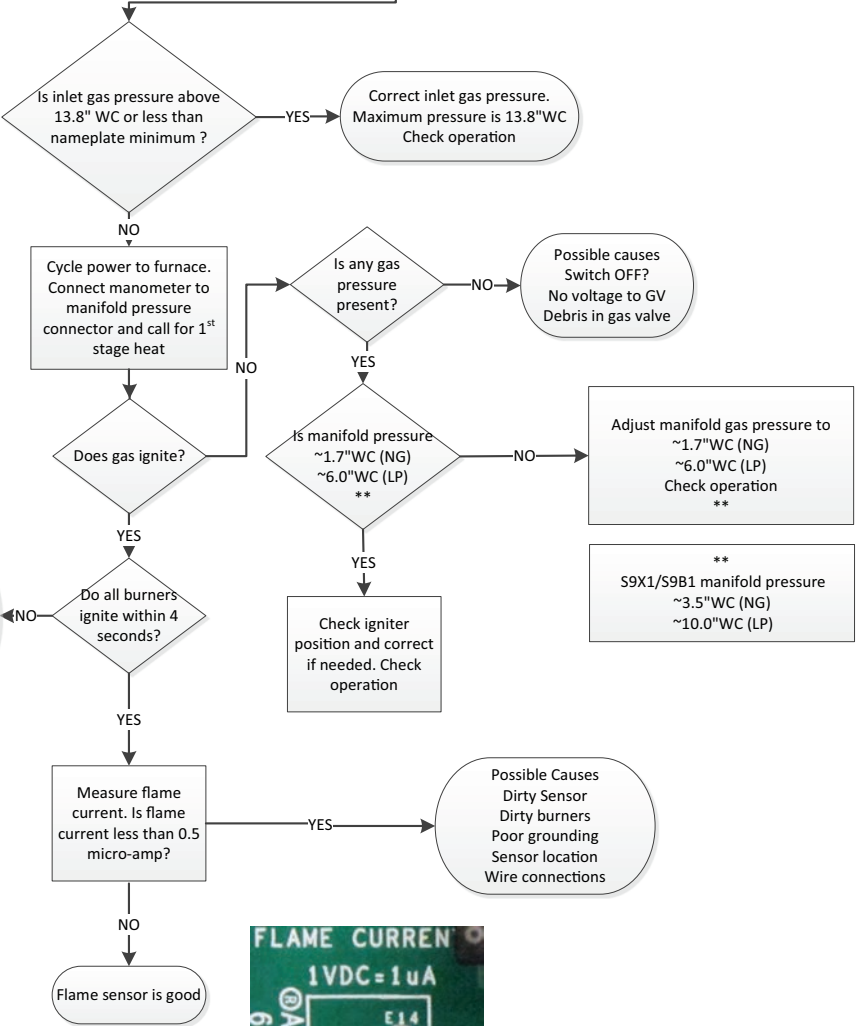 Is inlet gas pressure above
13.8" WC or less than
nameplate minimum ?
YES
Correct inlet gas pressure.
Maximum pressure is 13.8"WC
Check operation
NO
Cycle power to furnace.
Connect manometer to
manifold pressure
connector and call for 1st
stage heat
NO
Is any gas
pressure
present?
NO
Possible causes
Switch OFF?
No voltage to GV
Debris in gas valve
YES
Does gas ignite?
Is manifold pressure
~1.7"WC (NG)
~6.0"WC (LP)
**
NO
Adjust manifold gas pressure to
~1.7"WC (NG)
~6.0"WC (LP)
Check operation
**
YES
YES
**
S9X1/S9B1 manifold pressure
~3.5"WC (NG)
~10.0"WC (LP)
Do all burners
ignite within 4
seconds?
NO
Check igniter
position and correct
if needed. Check
operation
YES
Measure flame
current. Is flame
current less than 0.5
micro-amp?
YES
Possible Causes
Dirty Sensor
Dirty burners
Poor grounding
Sensor location
Wire connections
NO
Flame sensor is good
FLAME CURREN
1VDC=1uA
®A
6
E14